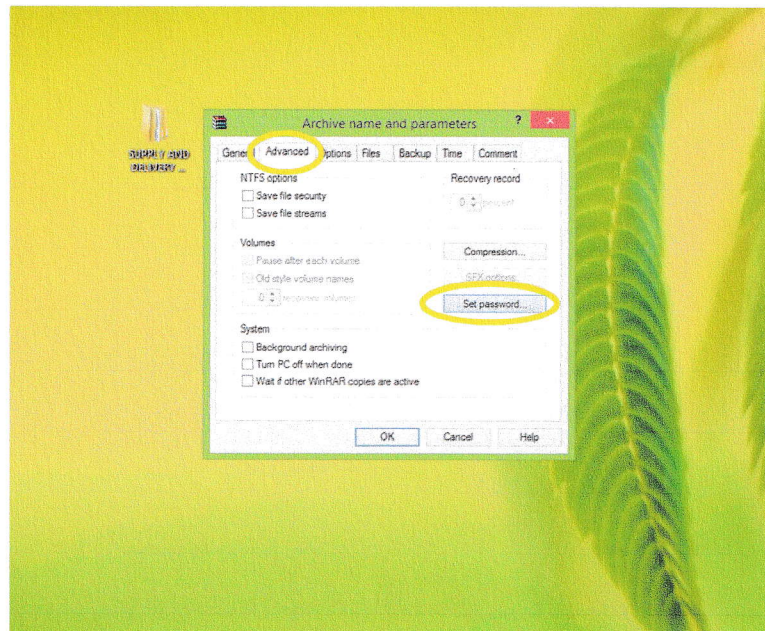 SUPPLY AND
DELIVERY ...
Archive name and parameters
?
General Advanced Options Files Backup Time Comment
NTFS options
Save file security
Save file streams
Recovery record
0 percent
Volumes
Pause after each volume
Old style volume names
0 recovery volumes
Compression...
SFX options...
Set password...
System
Background archiving
Turn PC off when done
Wait if other WinRAR copies are active
OK Cancel Help